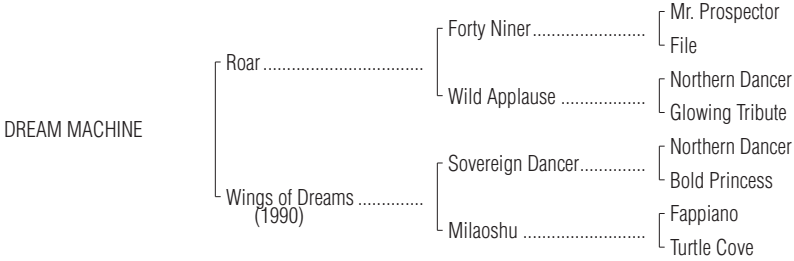 Mr. Prospector
Forty Niner........................
File
Roar..................................
Northern Dancer
Wild Applause ..................
Glowing Tribute
DREAM MACHINE
Northern Dancer
Sovereign Dancer..............
Bold Princess
Wings of Dreams ..............
(1990)
Fappiano
Milaoshu ..........................
Turtle Cove